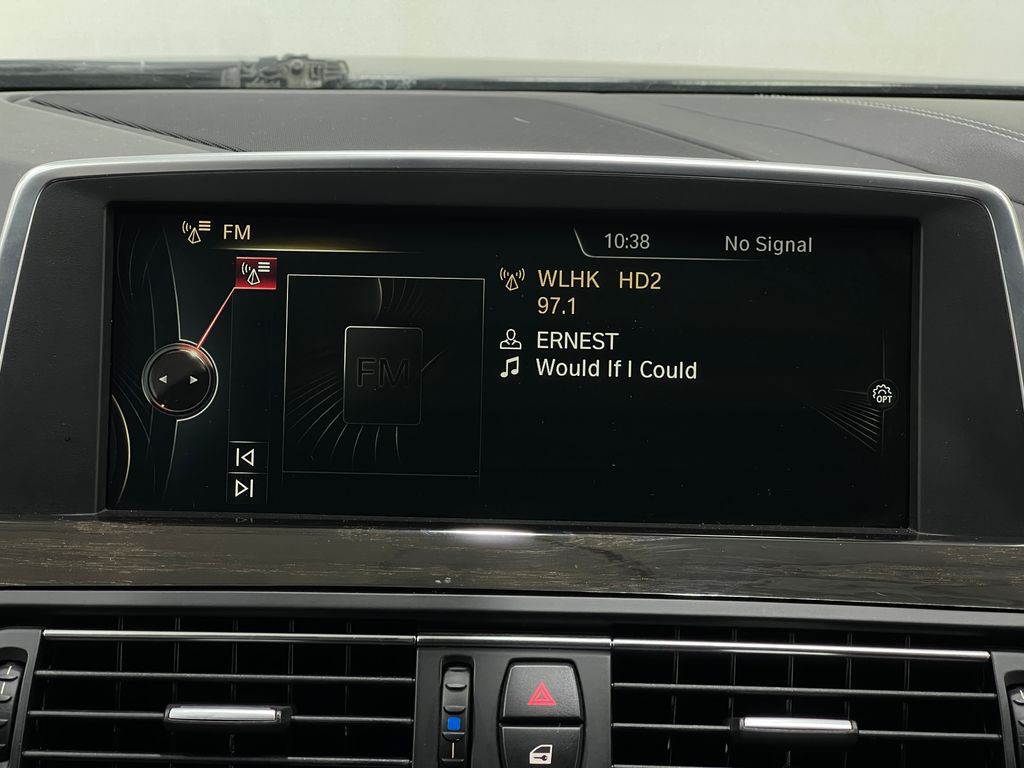 FM
10:38
No Signal
WLHK HD2
97.1
FM
ERNEST
Would If I Could
OPT